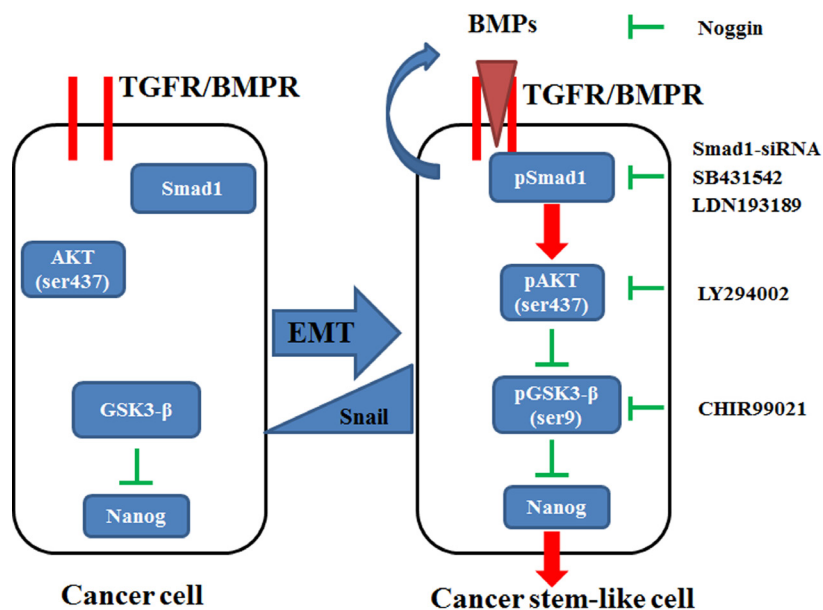 TGFR/BMPR
Smad1
AKT
(ser437)
GSK3-β
Nanog
Cancer cell
EMT
Snail
BMPs
TGFR/BMPR
pSmad1
pAKT
(ser437)
pGSK3-β
(ser9)
Nanog
Cancer stem-like cell
Noggin
Smad1-siRNA
SB431542
LDN193189
LY294002
CHIR99021